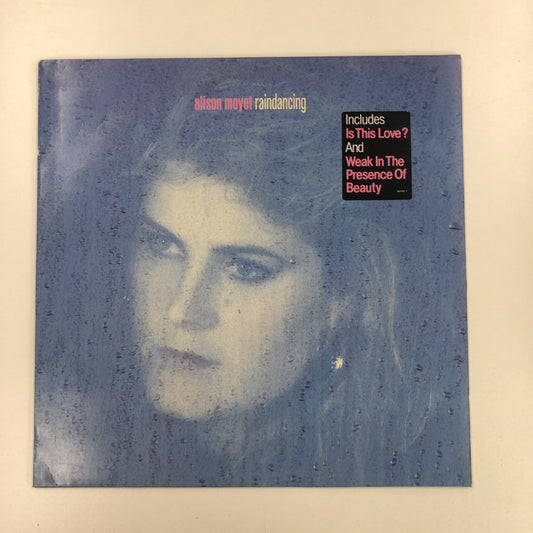 alison moyet raindancing
Includes
Is This Love?
And
Weak In The
Presence Of
Beauty